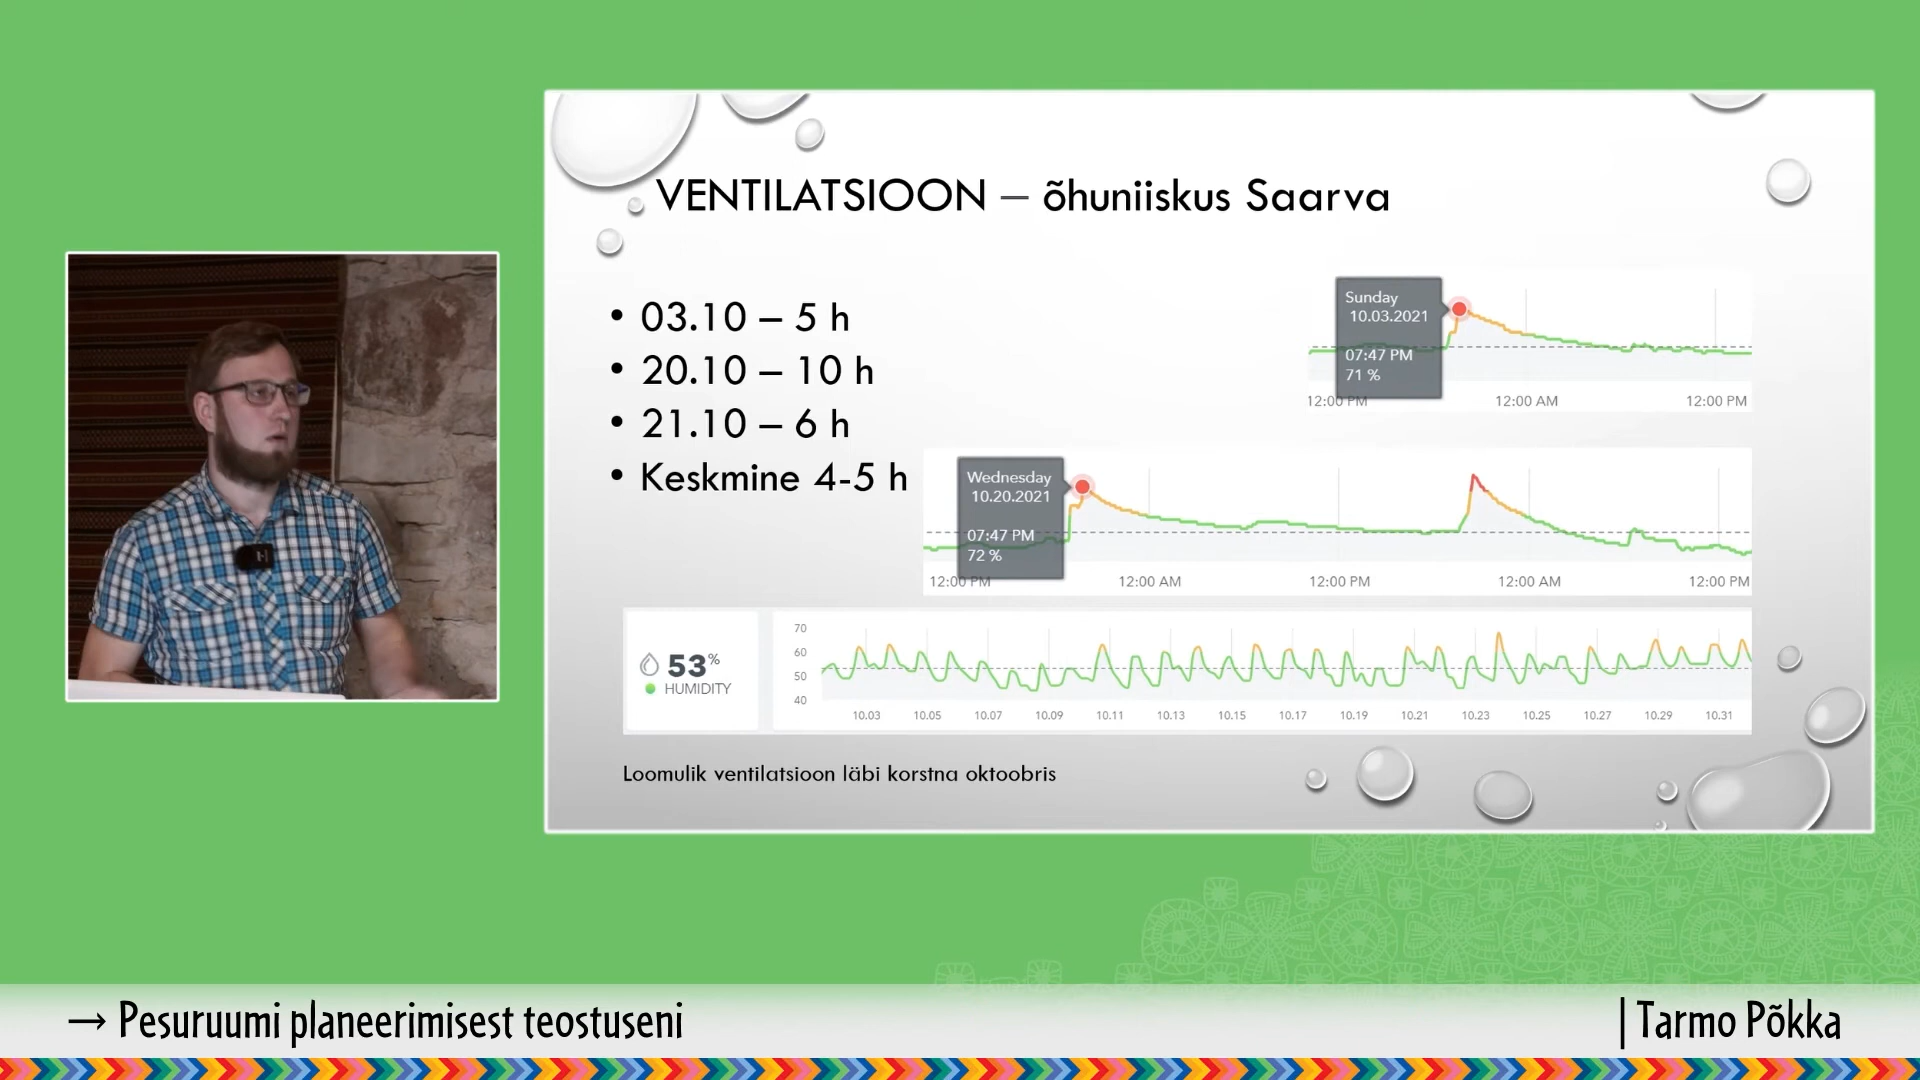 VENTILATSIOON – õhuniiskus Saarva
• 03.10 – 5 h
• 20.10 – 10 h
• 21.10 – 6 h
• Keskmine 4-5 h
Sunday
10.03.2021
07:47 PM
71 %
12:00 PM 12:00 AM 12:00 PM
Wednesday
10.20.2021
07:47 PM
72 %
12:00 PM 12:00 AM 12:00 PM 12:00 AM 12:00 PM
53%
HUMIDITY
70
60
50
40
10.03 10.05 10.07 10.09 10.11 10.13 10.15 10.17 10.19 10.21 10.23 10.25 10.27 10.29 10.31
Loomulik ventilatsioon läbi korstna oktoobris
→ Pesuruumi planeerimisest teostuseni
| Tarmo Põkka